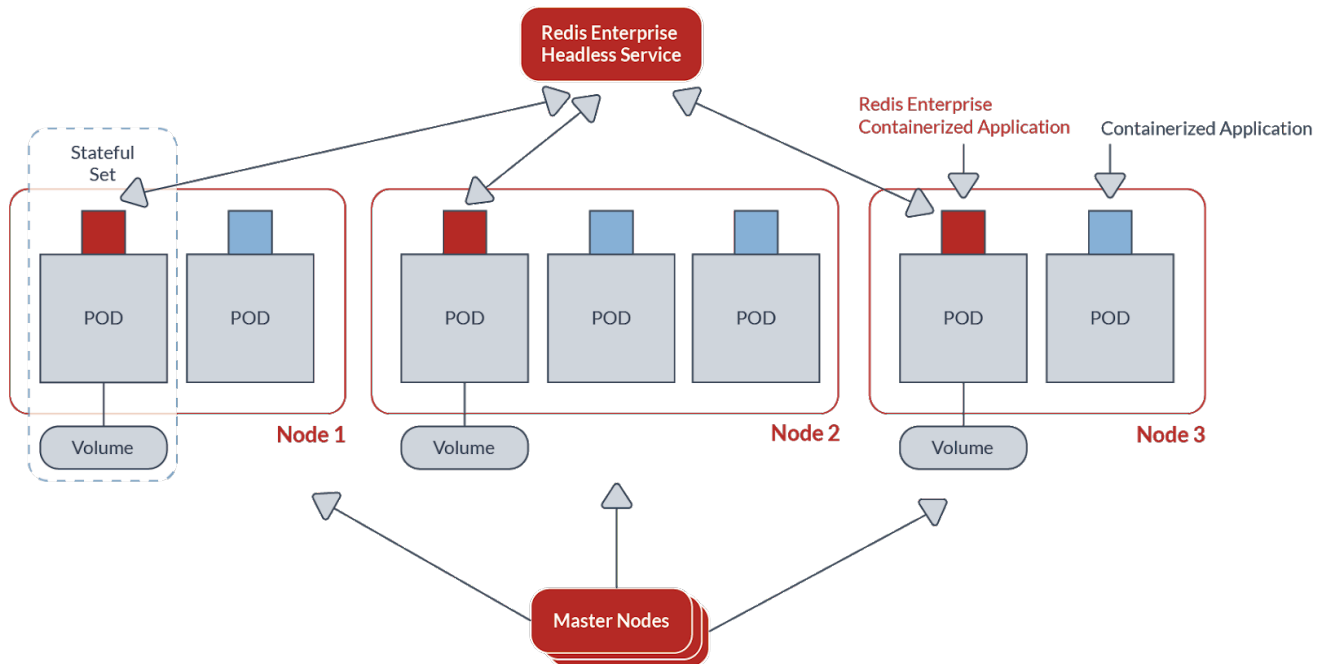 Redis Enterprise
Headless Service
Redis Enterprise
Containerized Application
Containerized Application
Stateful
Set
POD
POD
POD
POD
POD
POD
POD
Node 1
Node 2
Node 3
Volume
Volume
Volume
Master Nodes